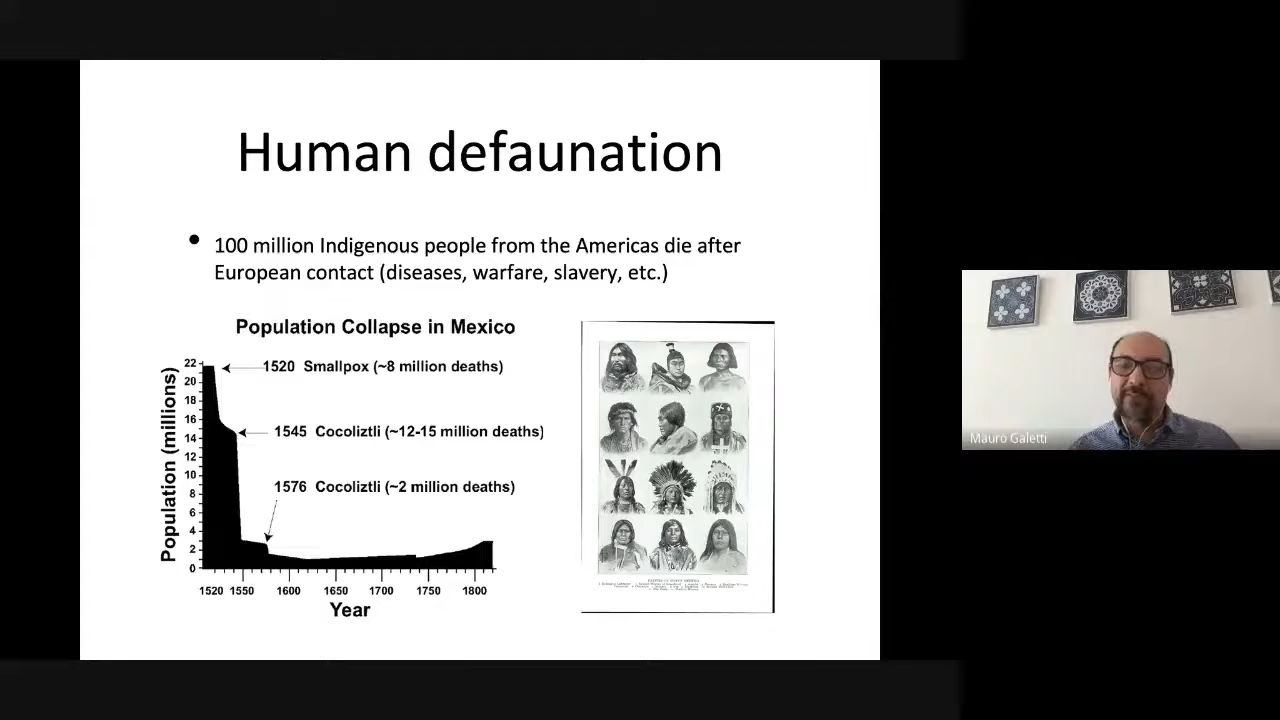 Human defaunation
• 100 million Indigenous people from the Americas die after
European contact (diseases, warfare, slavery, etc.)
Population Collapse in Mexico
Population (millions)
22
20
18
16
14
12
10
8
6
4
2
0
1520 Smallpox (~8 million deaths)
1545 Cocoliztli (~12-15 million deaths)
1576 Cocoliztli (~2 million deaths)
1520 1550 1600 1650 1700 1750 1800
Year
Mauro Galetti